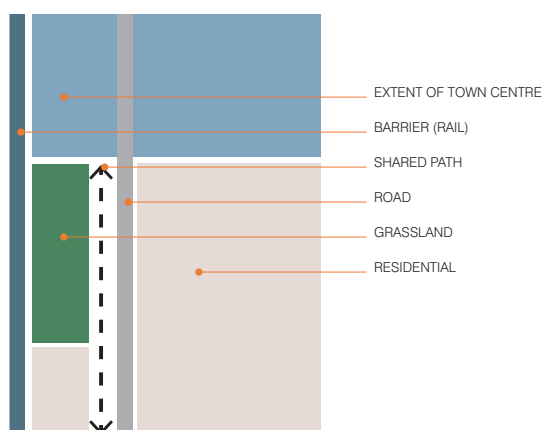 EXTENT OF TOWN CENTRE
BARRIER (RAIL)
SHARED PATH
ROAD
GRASSLAND
RESIDENTIAL